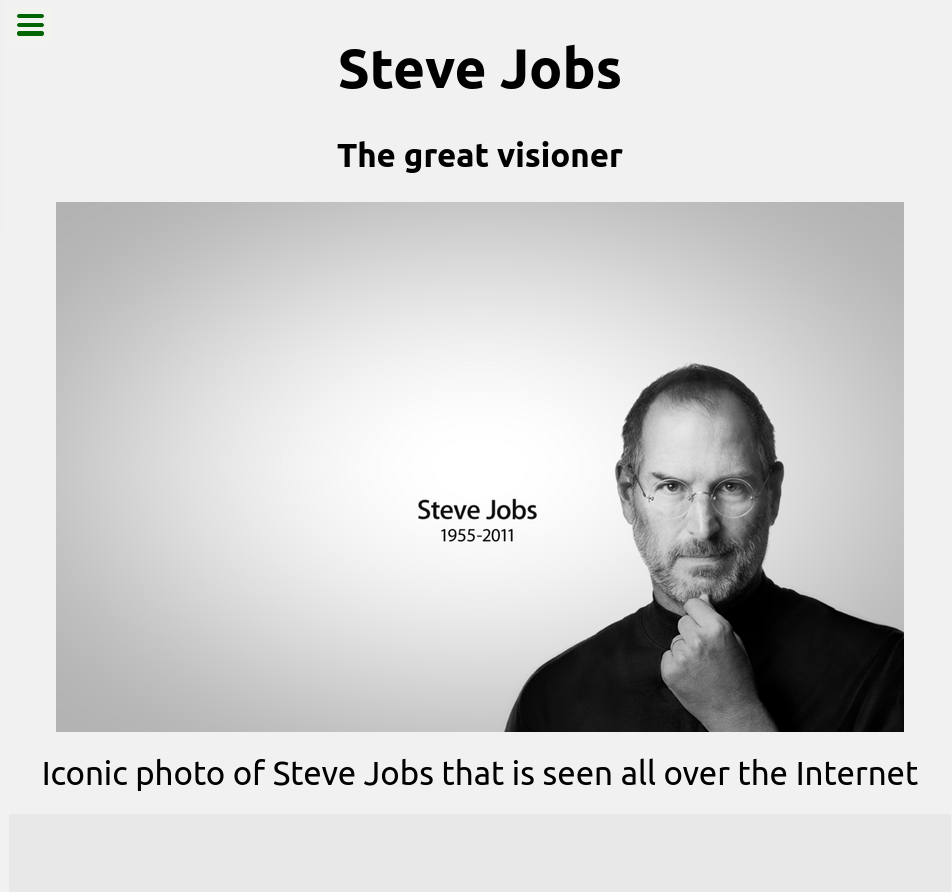 Steve Jobs
The great visioner
Steve Jobs
1955-2011
Iconic photo of Steve Jobs that is seen all over the Internet